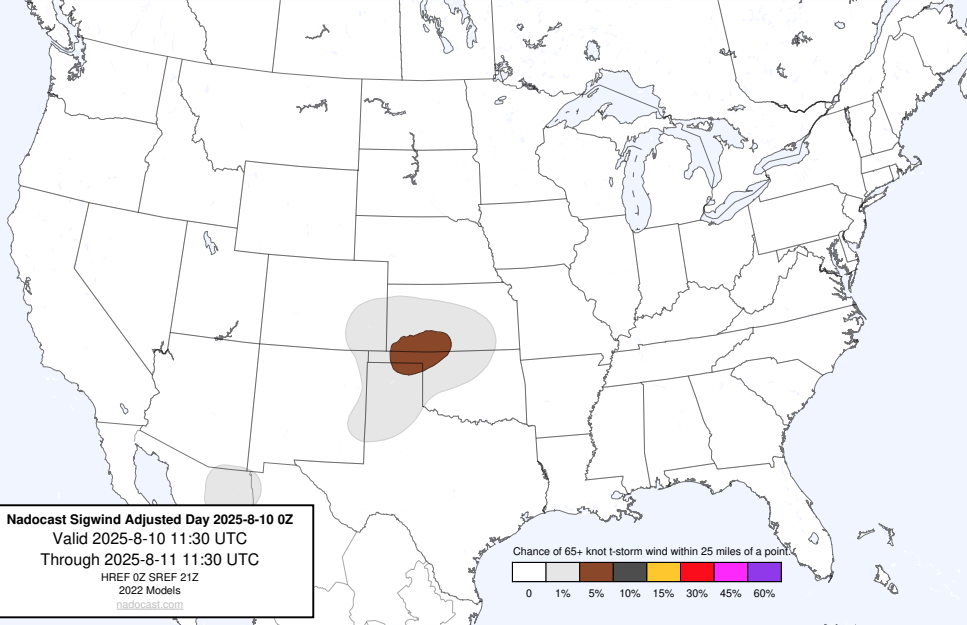 Nadocast Sigwind Adjusted Day 2025-8-10 0Z
Valid 2025-8-10 11:30 UTC
Through 2025-8-11 11:30 UTC
HREF 0Z SREF 21Z
2022 Models
nadocast.com
Chance of 65+ knot t-storm wind within 25 miles of a point.
0 1% 5% 10% 15% 30% 45% 60%